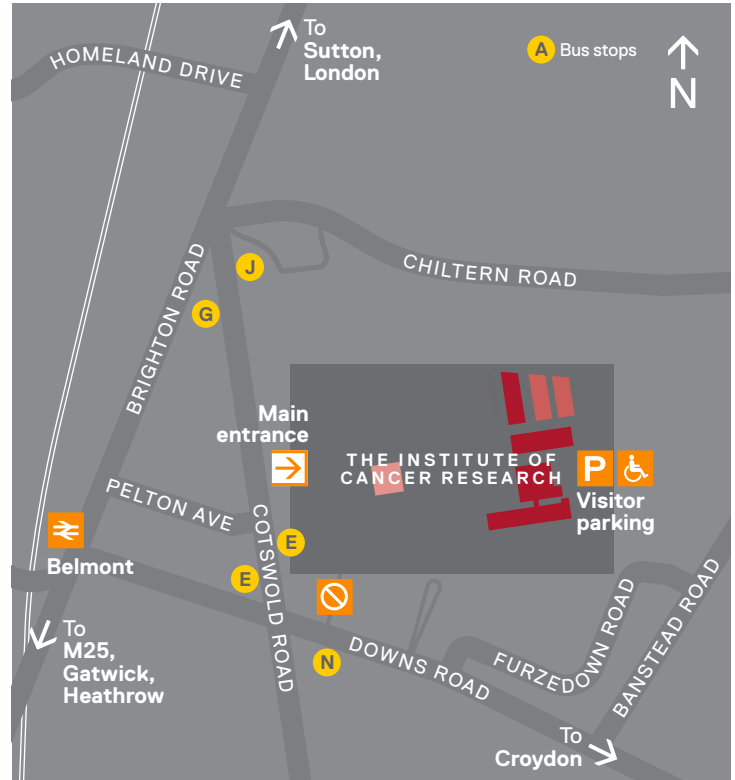 To
Sutton,
London
A Bus stops
N
HOMELAND DRIVE
CHILTERN ROAD
J
G
BRIGHTON ROAD
Main
entrance
THE INSTITUTE OF
CANCER RESEARCH
P
Visitor
parking
PELTON AVE
COTSWOLD ROAD
E
E
Belmont
To
M25,
Gatwick,
Heathrow
N
DOWNS ROAD
FURZEDOWN ROAD
BANSTEAD ROAD
To
Croydon